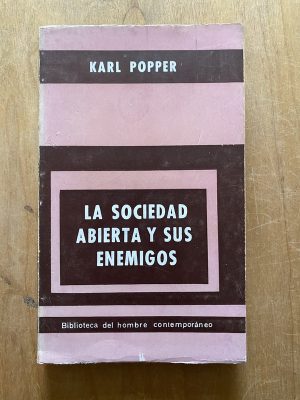 KARL POPPER
LA SOCIEDAD
ABIERTA Y SUS
ENEMIGOS
Biblioteca del hombre contemporáneo